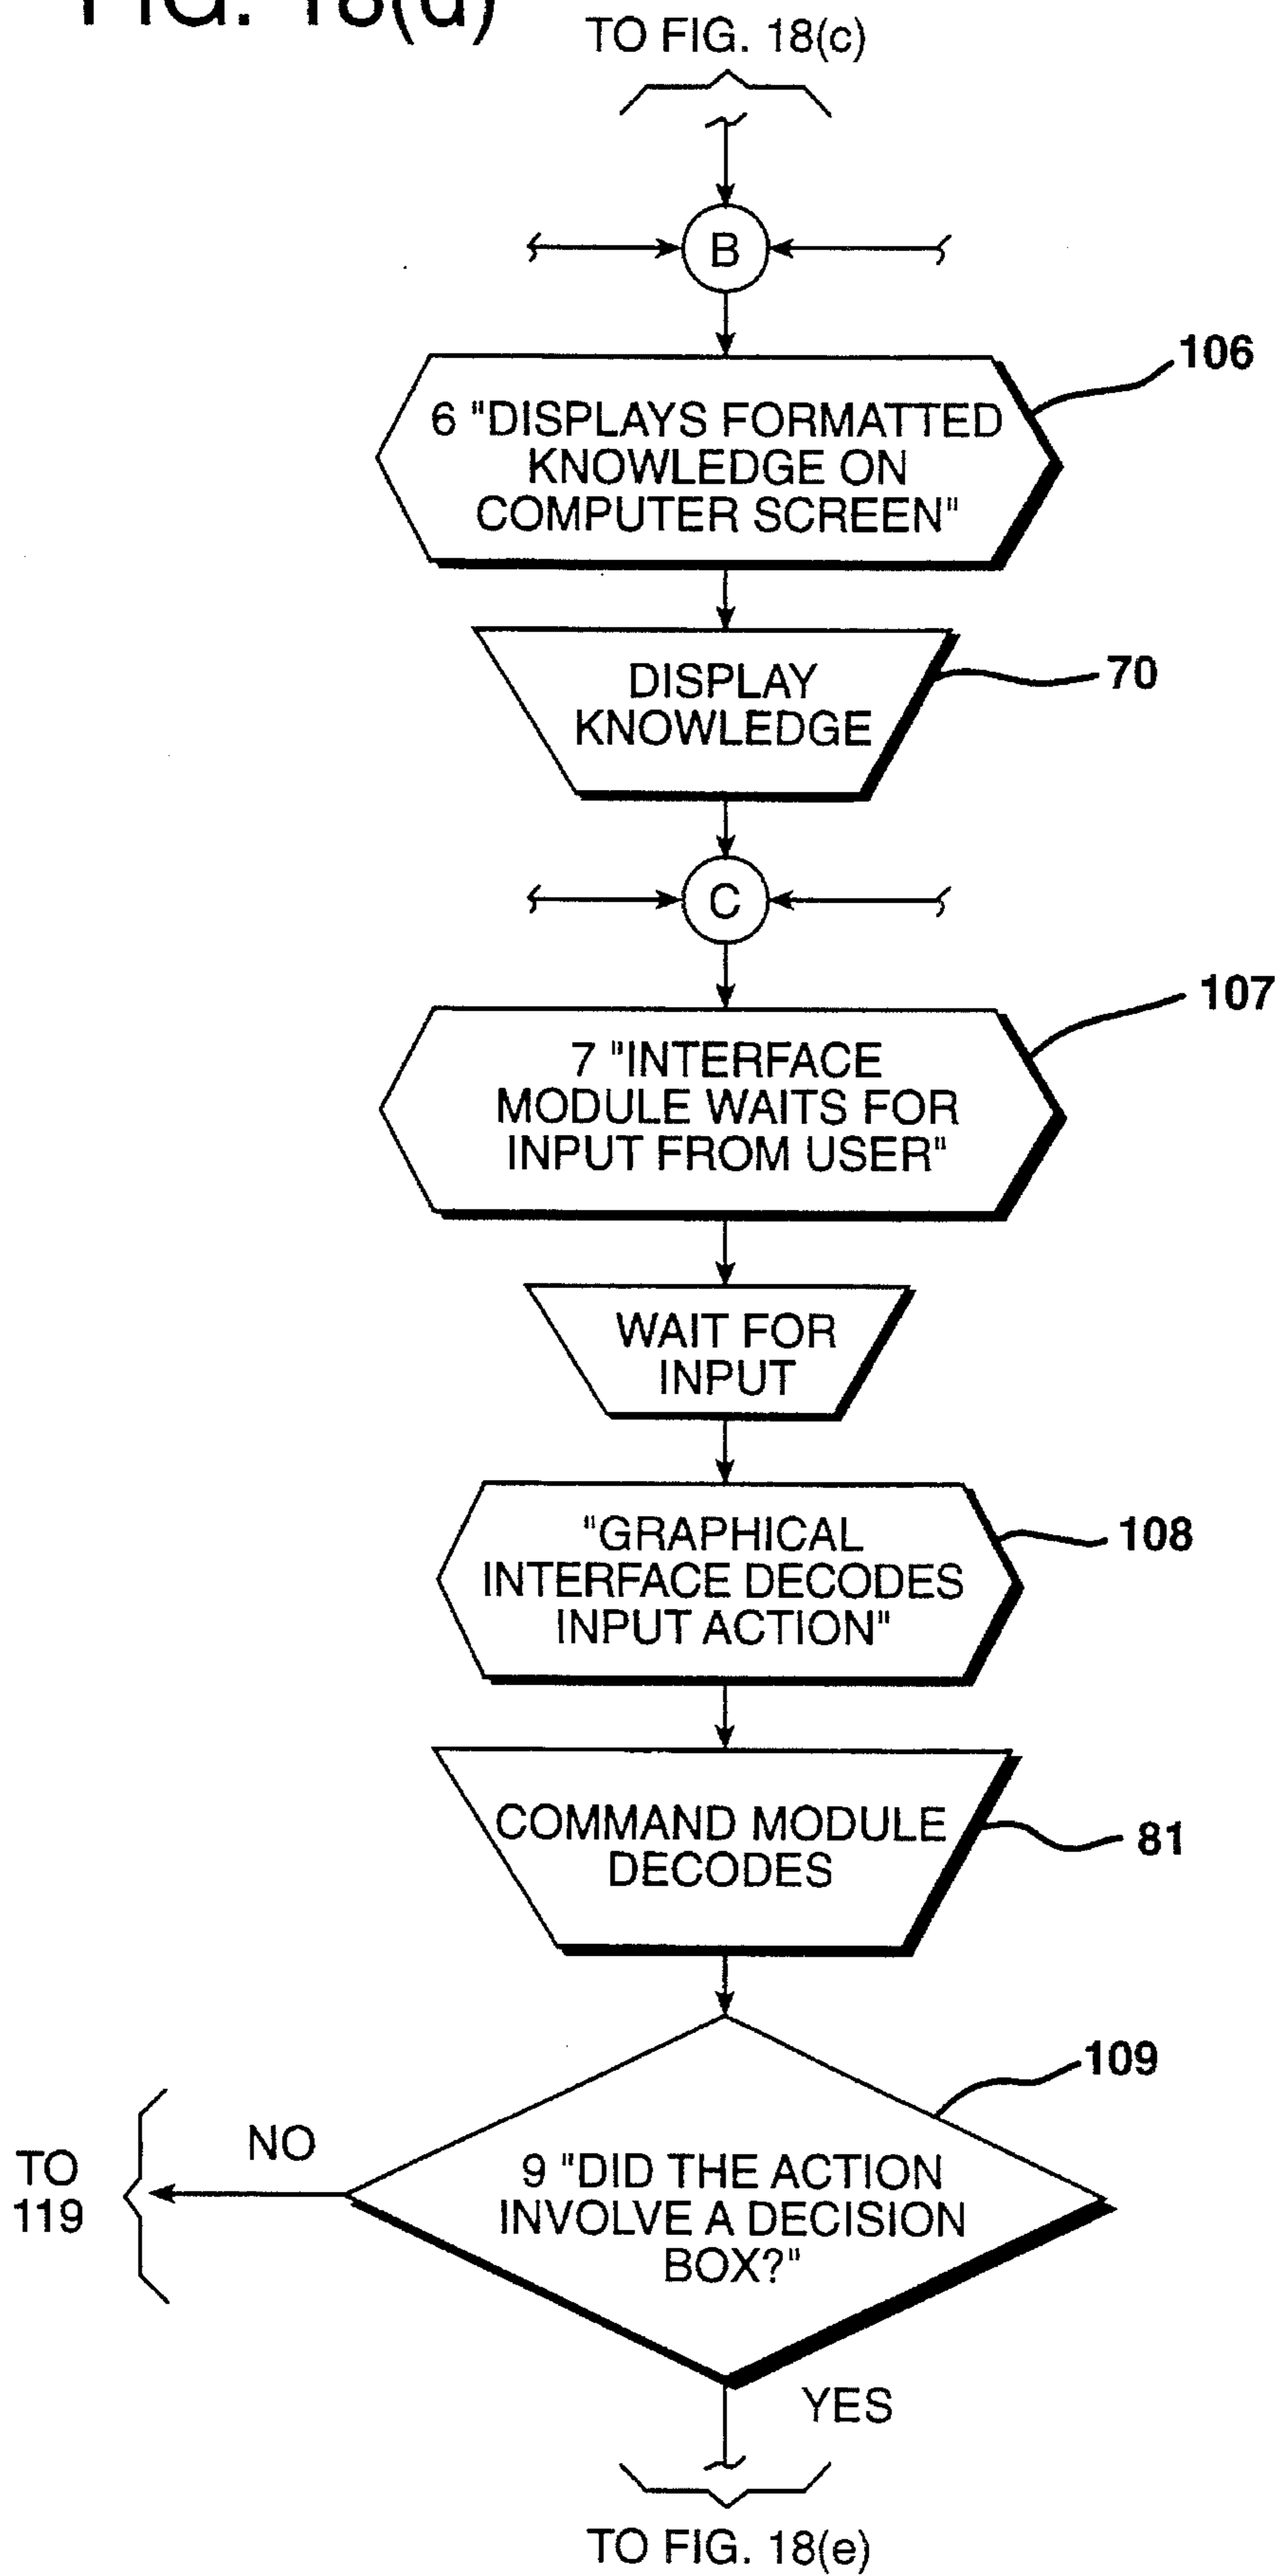 FIG. 18(d)
TO FIG. 18(c)
B
106
6 "DISPLAYS FORMATTED
KNOWLEDGE ON
COMPUTER SCREEN"
DISPLAY
KNOWLEDGE
70
C
107
7 "INTERFACE
MODULE WAITS FOR
INPUT FROM USER"
WAIT FOR
INPUT
"GRAPHICAL
INTERFACE DECODES
INPUT ACTION"
108
COMMAND MODULE
DECODES
81
109
NO
TO
119
9 "DID THE ACTION
INVOLVE A DECISION
BOX?"
YES
TO FIG. 18(e)